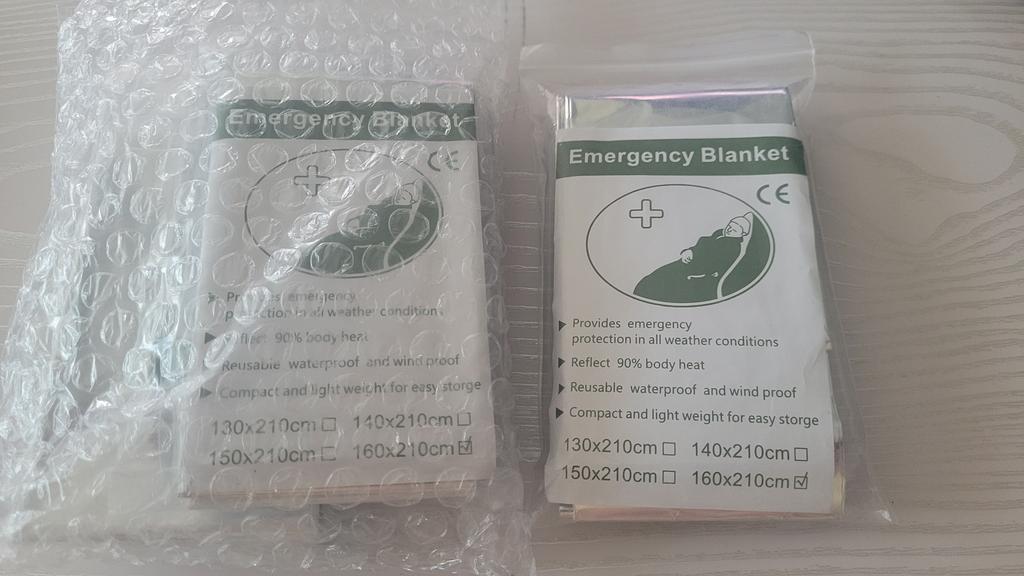 Emergency Blanket
CE
Provides emergency
protection in all weather conditions
Reflect 90% body heat
Reusable waterproof and wind proof
Compact and light weight for easy storge
130x210cm☐ 140x210cm☐
150x210cm☐ 160x210cm☑
Emergency Blanket
CE
Provides emergency
protection in all weather conditions
Reflect 90% body heat
Reusable waterproof and wind proof
Compact and light weight for easy storge
130x210cm☐ 140x210cm☐
150x210cm☐ 160x210cm☑